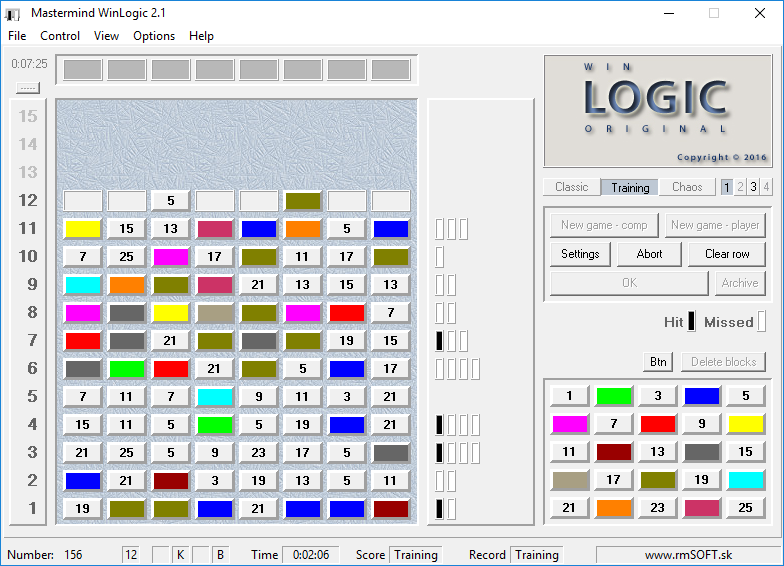 Mastermind WinLogic 2.1
File Control View Options Help
0:07:25
.....
15
14
13
12 5
11 15 13 5
10 7 25 17 11 17
9 21 13 15 13
8 7
7 21 19 15
6 21 5 17
5 7 11 7 9 11 3 21
4 15 11 5 5 19 21
3 21 25 5 9 23 17 5
2 21 3 19 13 5 11
1 19 21
WIN
LOGIC
ORIGINAL
Copyright © 2016
Classic Training Chaos 1 2 3 4
New game - comp New game - player
Settings Abort Clear row
OK Archive
Hit Missed
Btn Delete blocks
1 3 5
7 9
11 13
17 19
21 23 25
Number: 156 12 K B Time 0:02:06 Score Training Record Training www.rmSOFT.sk